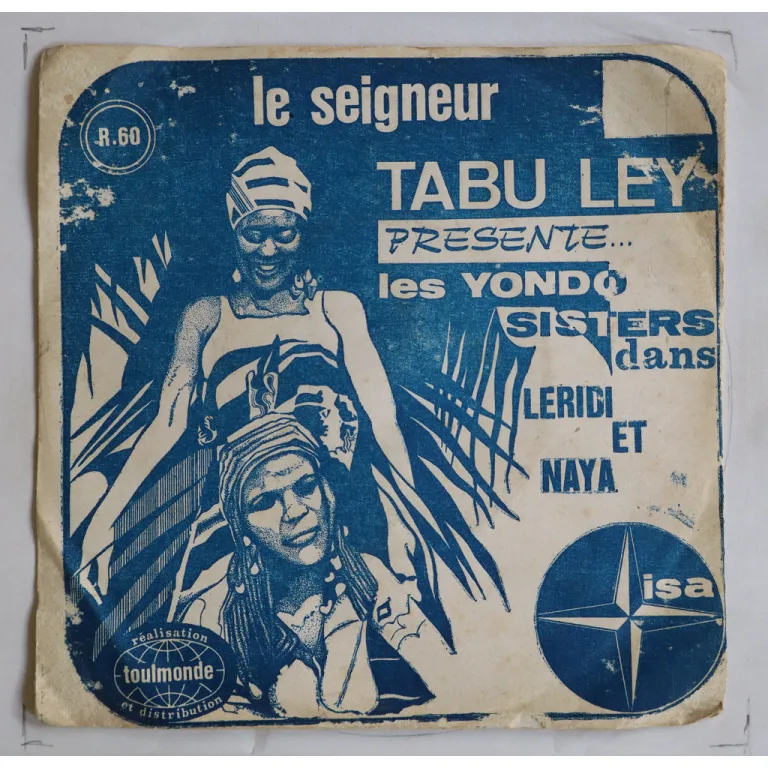 le seigneur
R.60
TABU LEY
PRESENTE...
les YONDO
SISTERS
dans
LERIDI
ET
NAYA
isa
réalisation
toulmonde
et distribution